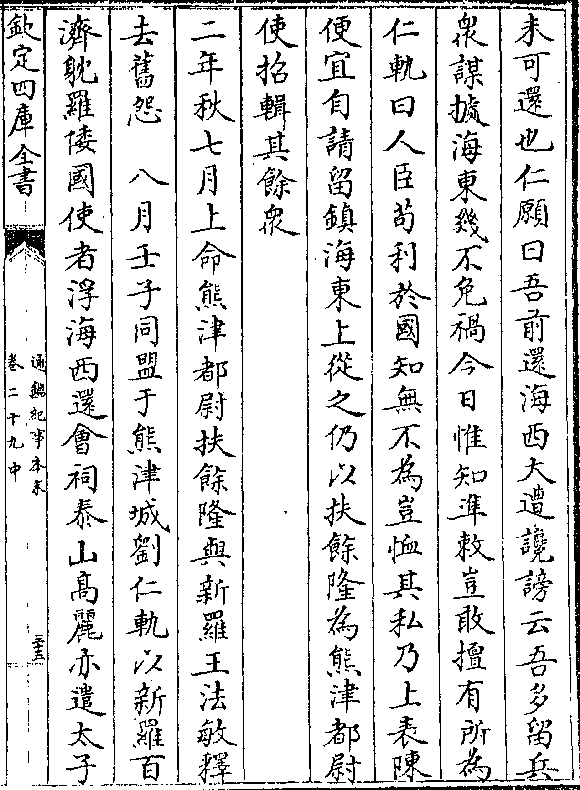 未可還也仁願曰吾前還海西大遭讒謗云吾多留兵
衆謀據海東幾不免禍今日惟知準敕豈敢擅有所為
仁軌曰人臣苟利於國知無不為豈恤其私乃上表陳
便宜自請留鎮海東上從之仍以扶餘隆為熊津都尉
使招輯其餘衆
二年秋七月上命熊津都尉扶餘隆與新羅王法敏釋
去舊怨　八月壬子同盟于熊津城劉仁軌以新羅百
濟躭羅倭國使者浮海西還會祠泰山髙麗亦遣太子
欽定四庫全書
通鑑紀事本末
卷二十九中
三十五